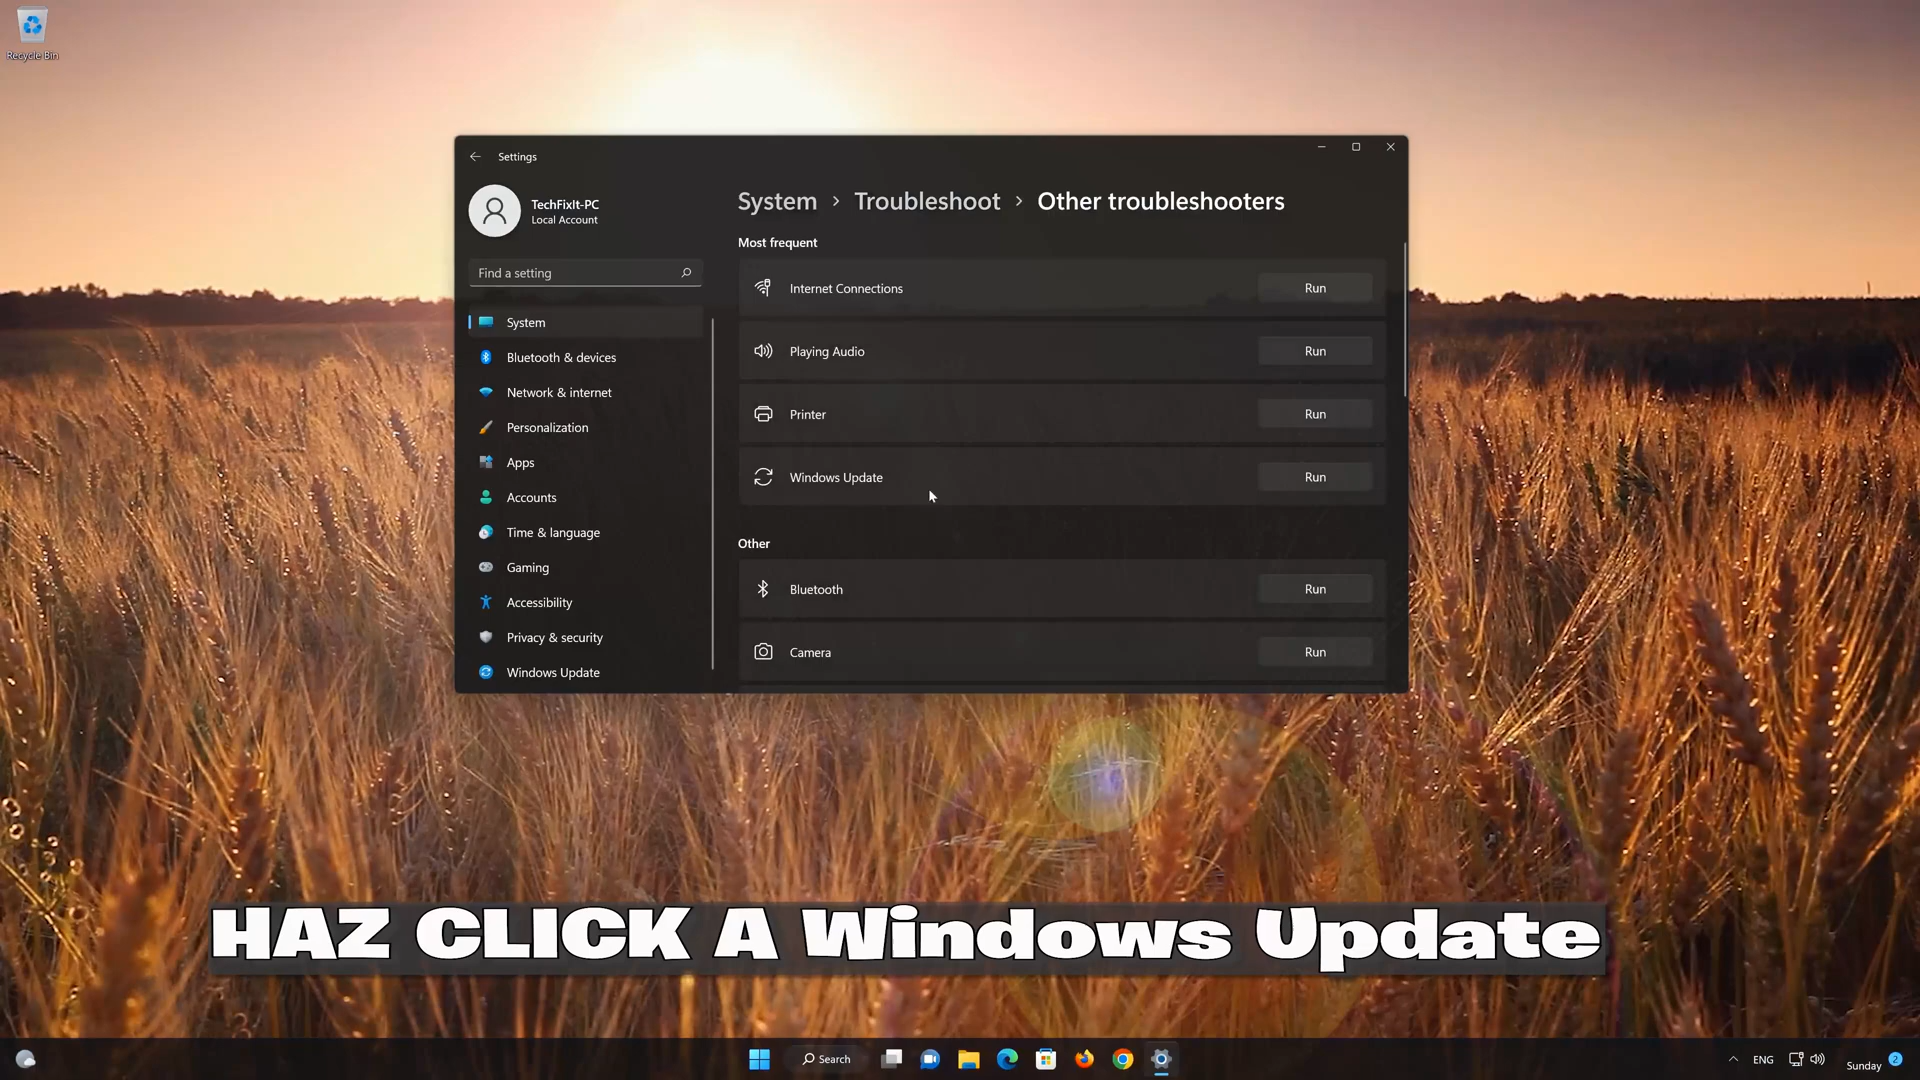 Recycle Bin
Settings
TechFixIt-PC
Local Account
Find a setting
System
Bluetooth & devices
Network & internet
Personalization
Apps
Accounts
Time & language
Gaming
Accessibility
Privacy & security
Windows Update
System › Troubleshoot › Other troubleshooters
Most frequent
Internet Connections Run
Playing Audio Run
Printer Run
Windows Update Run
Other
Bluetooth Run
Camera Run
HAZ CLICK A Windows Update
Search
ENG
Sunday
2